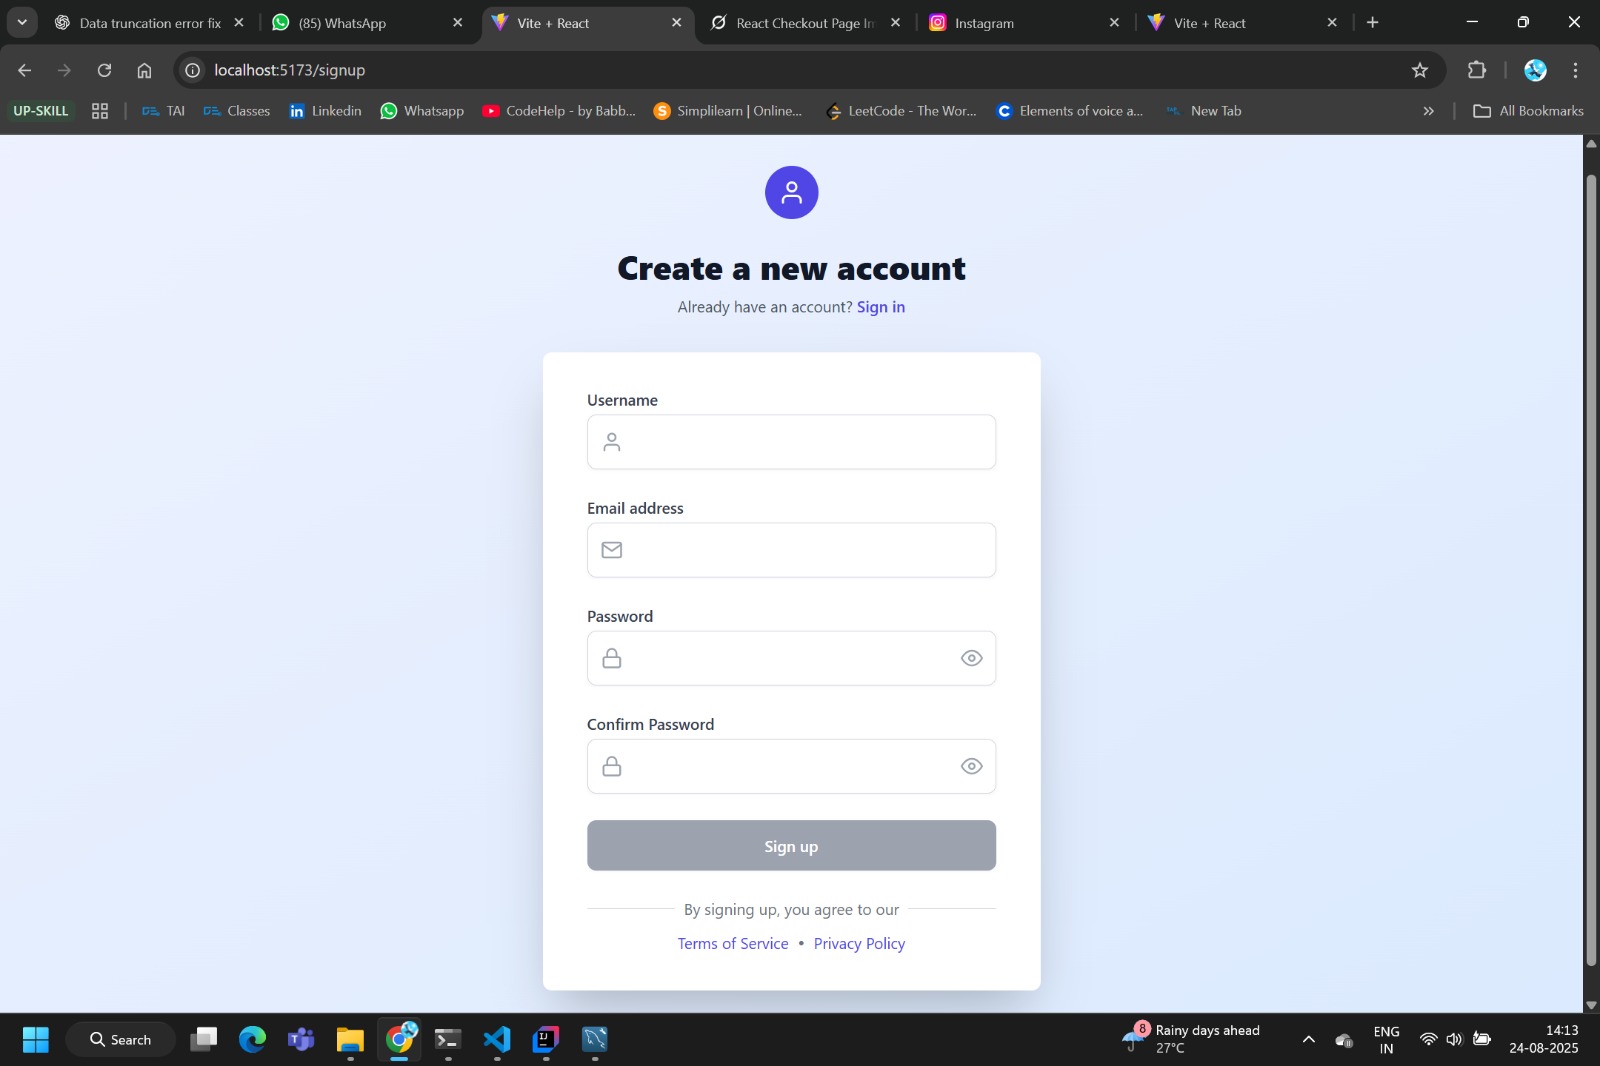 Data truncation error fix
(85) WhatsApp
Vite + React
React Checkout Page Im
Instagram
Vite + React
localhost:5173/signup
UP-SKILL
TAI
Classes
Linkedin
Whatsapp
CodeHelp - by Babb...
Simplilearn | Online...
LeetCode - The Wor...
Elements of voice a...
New Tab
All Bookmarks
Create a new account
Already have an account? Sign in
Username
Email address
Password
Confirm Password
Sign up
By signing up, you agree to our
Terms of Service • Privacy Policy
Search
8
Rainy days ahead
27°C
ENG
IN
14:13
24-08-2025